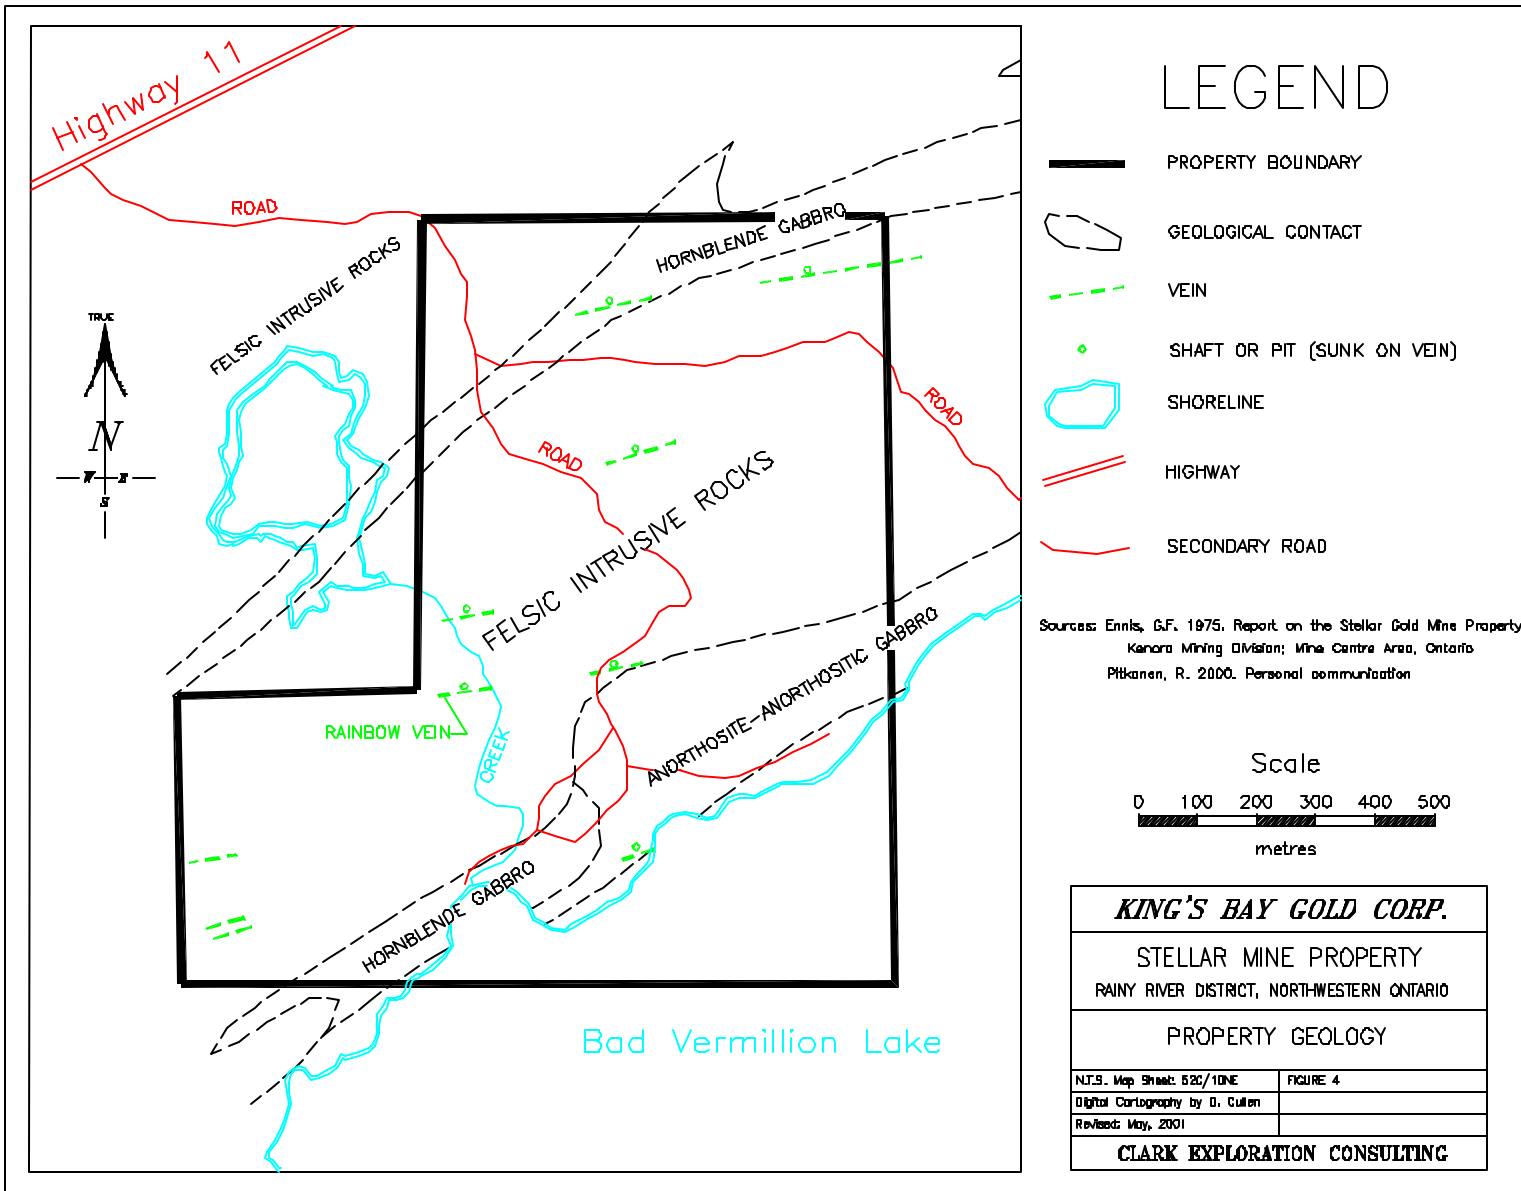 Highway 11
ROAD
FELSIC INTRUSIVE ROCKS
HORNBLENDE GABBRO
TRUE
N
W E
S
ROAD
ROAD
FELSIC INTRUSIVE ROCKS
RAINBOW VEIN
CREEK
ANORTHOSITE-ANORTHOSITIC GABBRO
HORNBLENDE GABBRO
Bad Vermillion Lake
LEGEND
PROPERTY BOUNDARY
GEOLOGICAL CONTACT
VEIN
SHAFT OR PIT (SUNK ON VEIN)
SHORELINE
HIGHWAY
SECONDARY ROAD
Sources: Ennis, G.F. 1975. Report on the Stellar Gold Mine Property
Kenora Mining Division; Mine Centre Area, Ontario
Pitkanen, R. 2000. Personal communication
Scale
0 100 200 300 400 500
metres
KING'S BAY GOLD CORP.
STELLAR MINE PROPERTY
RAINY RIVER DISTRICT, NORTHWESTERN ONTARIO
PROPERTY GEOLOGY
N.T.S. Map Sheet: 52C/10NE FIGURE 4
Digital Cartography by D. Cullen
Revised: May, 2001
CLARK EXPLORATION CONSULTING